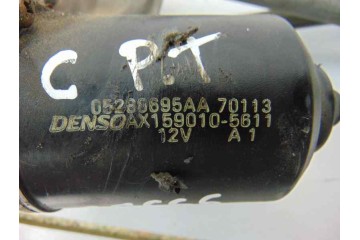 C PT
05288695AA 70113
DENSO AX159010-5611
12V A1